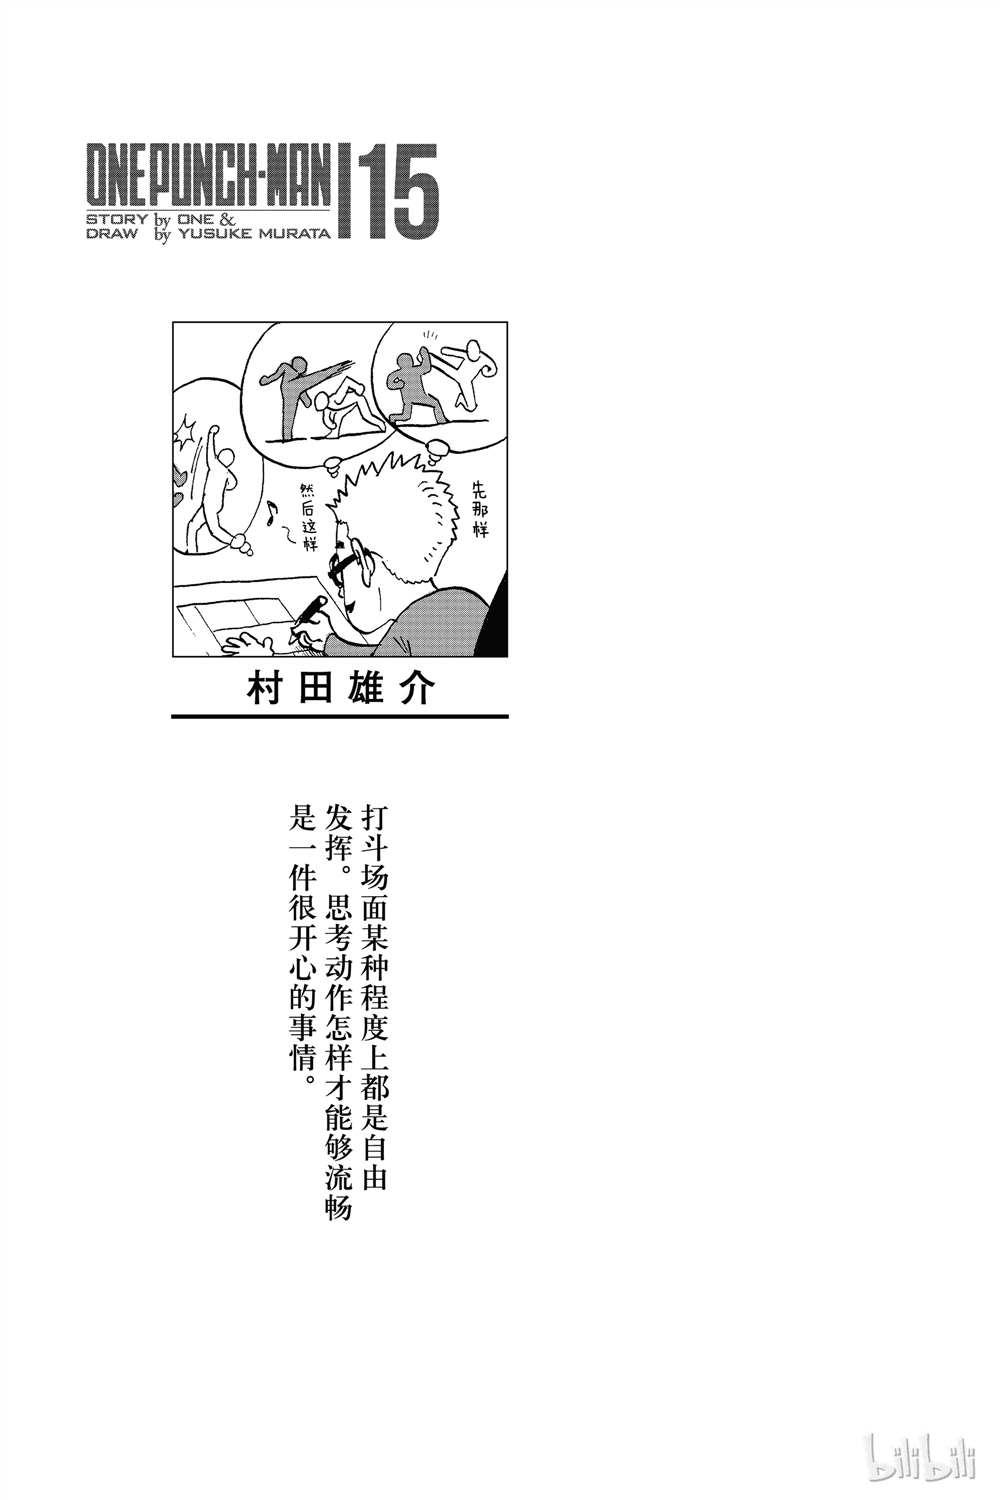 ONE PUNCH-MAN 15
STORY by ONE &
DRAW by YUSUKE MURATA
先那样
然后这样
村田雄介
打斗场面某种程度上都是自由
发挥。思考动作怎样才能够流畅
是一件很开心的事情。
bilibili